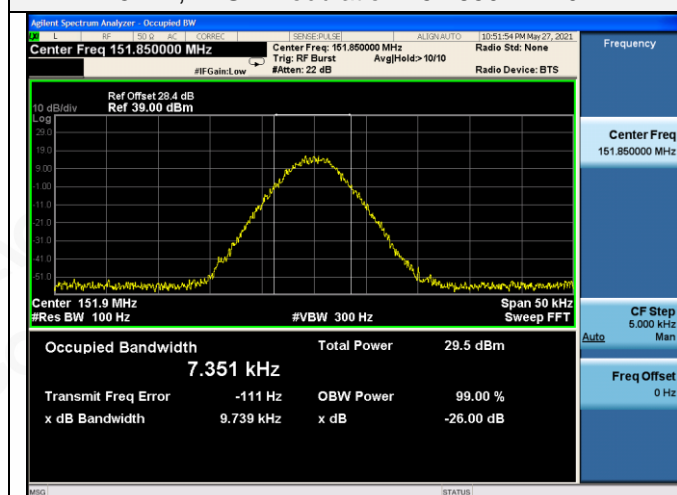 Agilent Spectrum Analyzer - Occupied BW
L RF 50 Ω AC CORREC SENSE:PULSE ALIGN AUTO 10:51:54 PM May 27, 2021
Center Freq 151.850000 MHz
Center Freq: 151.850000 MHz
Radio Std: None
Trig: RF Burst Avg|Hold:> 10/10
#IFGain:Low #Atten: 22 dB Radio Device: BTS
Ref Offset 28.4 dB
10 dB/div Ref 39.00 dBm
Log
29.0
19.0
9.00
-1.00
-11.0
-21.0
-31.0
-41.0
-51.0
Center 151.9 MHz Span 50 kHz
#Res BW 100 Hz #VBW 300 Hz Sweep FFT
Occupied Bandwidth Total Power 29.5 dBm
7.351 kHz
Transmit Freq Error -111 Hz OBW Power 99.00 %
x dB Bandwidth 9.739 kHz x dB -26.00 dB
MSG STATUS
Frequency
Center Freq
151.850000 MHz
CF Step
5.000 kHz
Auto Man
Freq Offset
0 Hz